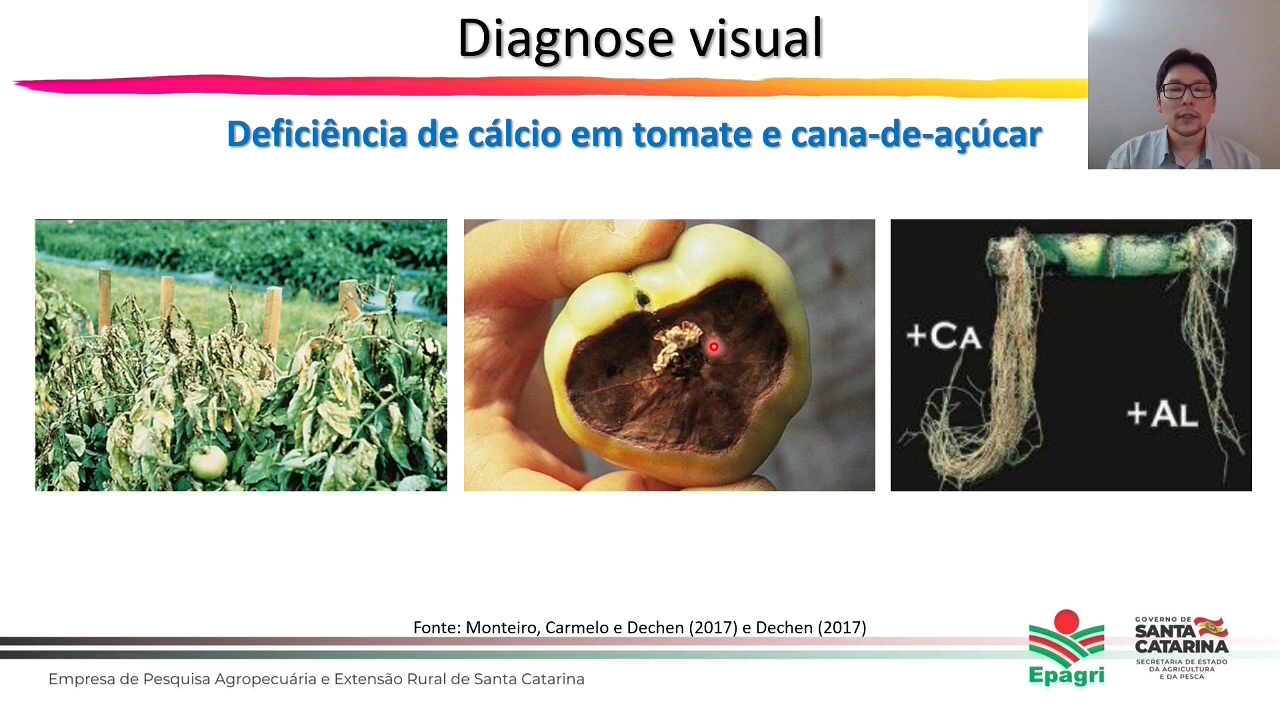 Diagnose visual
Deficiência de cálcio em tomate e cana-de-açúcar
+CA
+AL
Fonte: Monteiro, Carmelo e Dechen (2017) e Dechen (2017)
Empresa de Pesquisa Agropecuária e Extensão Rural de Santa Catarina
Epagri
GOVERNO DE
SANTA
CATARINA
SECRETARIA DE ESTADO
DA AGRICULTURA
E DA PESCA